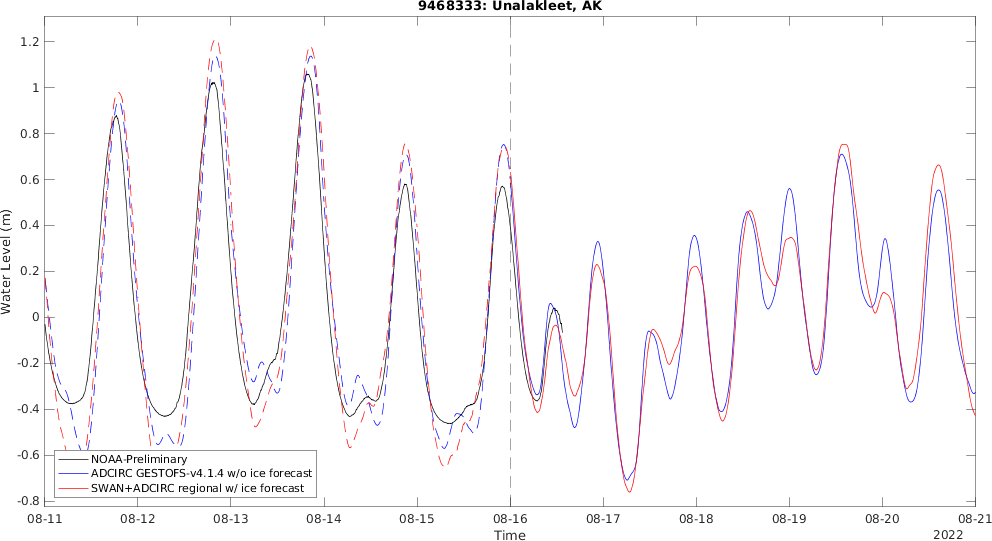 9468333: Unalakleet, AK
Water Level (m)
1.2
1
0.8
0.6
0.4
0.2
0
-0.2
-0.4
-0.6
-0.8
NOAA-Preliminary
ADCIRC GESTOFS-v4.1.4 w/o ice forecast
SWAN+ADCIRC regional w/ ice forecast
08-11 08-12 08-13 08-14 08-15 08-16 08-17 08-18 08-19 08-20 08-21
Time
2022